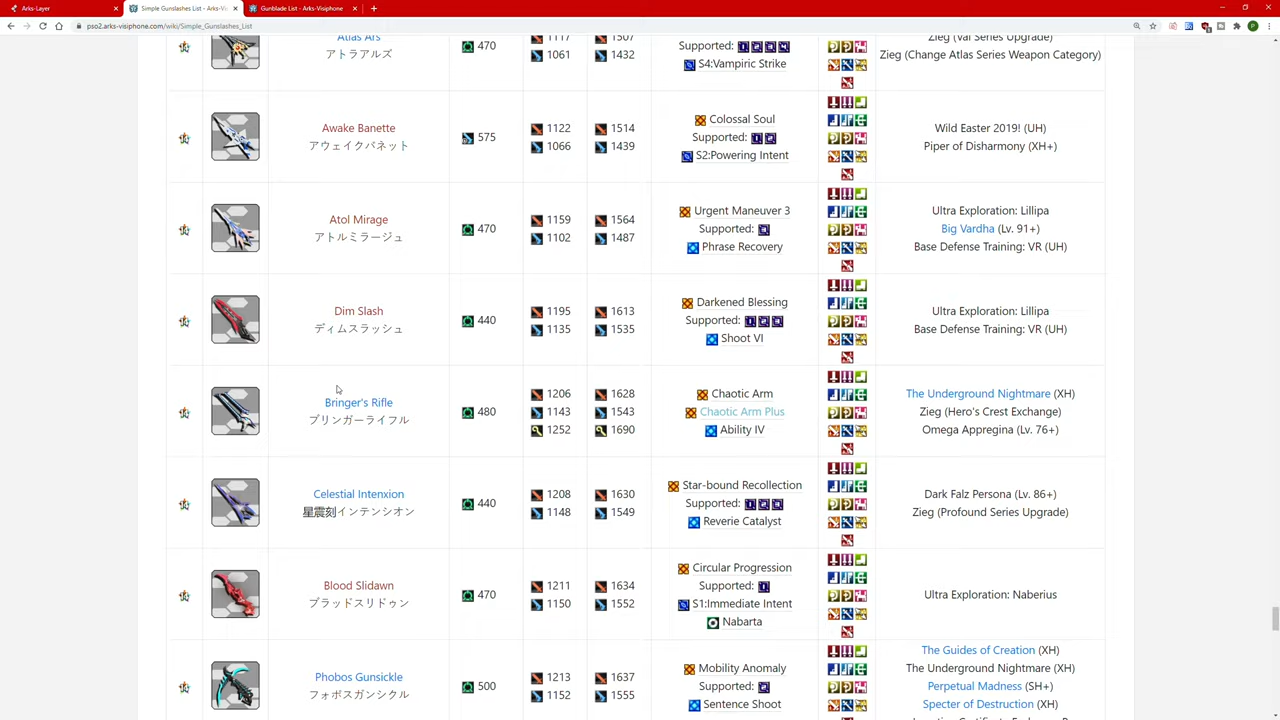 Arks-Layer
Simple Gunslashes List - Arks-Vi
Gunblade List - Arks-Visiphone
pso2.arks-visiphone.com/wiki/Simple_Gunslashes_List
Atlas Ars
アトラアルズ
470
1117
1061
1507
1432
Supported:
S4:Vampiric Strike
Zieg (Val Series Upgrade)
Zieg (Change Atlas Series Weapon Category)
Awake Banette
アウェイクバネット
575
1122
1066
1514
1439
Colossal Soul
Supported:
S2:Powering Intent
Wild Easter 2019! (UH)
Piper of Disharmony (XH+)
Atol Mirage
アトルミラージュ
470
1159
1102
1564
1487
Urgent Maneuver 3
Supported:
Phrase Recovery
Ultra Exploration: Lillipa
Big Vardha (Lv. 91+)
Base Defense Training: VR (UH)
Dim Slash
ディムスラッシュ
440
1195
1135
1613
1535
Darkened Blessing
Supported:
Shoot VI
Ultra Exploration: Lillipa
Base Defense Training: VR (UH)
Bringer's Rifle
ブリンガーライフル
480
1206
1143
1252
1628
1543
1690
Chaotic Arm
Chaotic Arm Plus
Ability IV
The Underground Nightmare (XH)
Zieg (Hero's Crest Exchange)
Omega Appregina (Lv. 76+)
Celestial Intenxion
星震刻インテンシオン
440
1208
1148
1630
1549
Star-bound Recollection
Supported:
Reverie Catalyst
Dark Falz Persona (Lv. 86+)
Zieg (Profound Series Upgrade)
Blood Slidawn
ブラッドスリドゥン
470
1211
1150
1634
1552
Circular Progression
Supported:
S1:Immediate Intent
Nabarta
Ultra Exploration: Naberius
Phobos Gunsickle
フォボスガンシクル
500
1213
1152
1637
1555
Mobility Anomaly
Supported:
Sentence Shoot
The Guides of Creation (XH)
The Underground Nightmare (XH)
Perpetual Madness (SH+)
Specter of Destruction (XH)